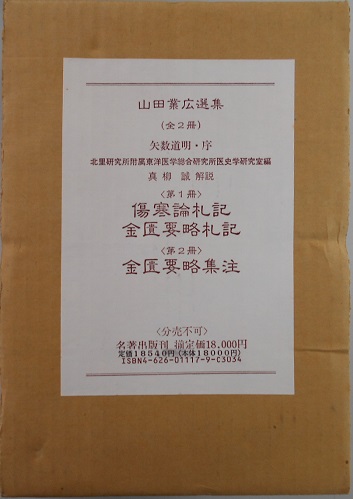 山田業広選集
(全2冊)
矢数道明・序
北里研究所附属東洋医学総合研究所医史学研究室編
真柳誠 解説
〈第1冊〉
傷寒論札記
金匱要略札記
〈第2冊〉
金匱要略集注
〈分売不可〉
名著出版刊 揃定価18,000円
定価18540円(本体18000円)
ISBN4-626-01117-9-C3034